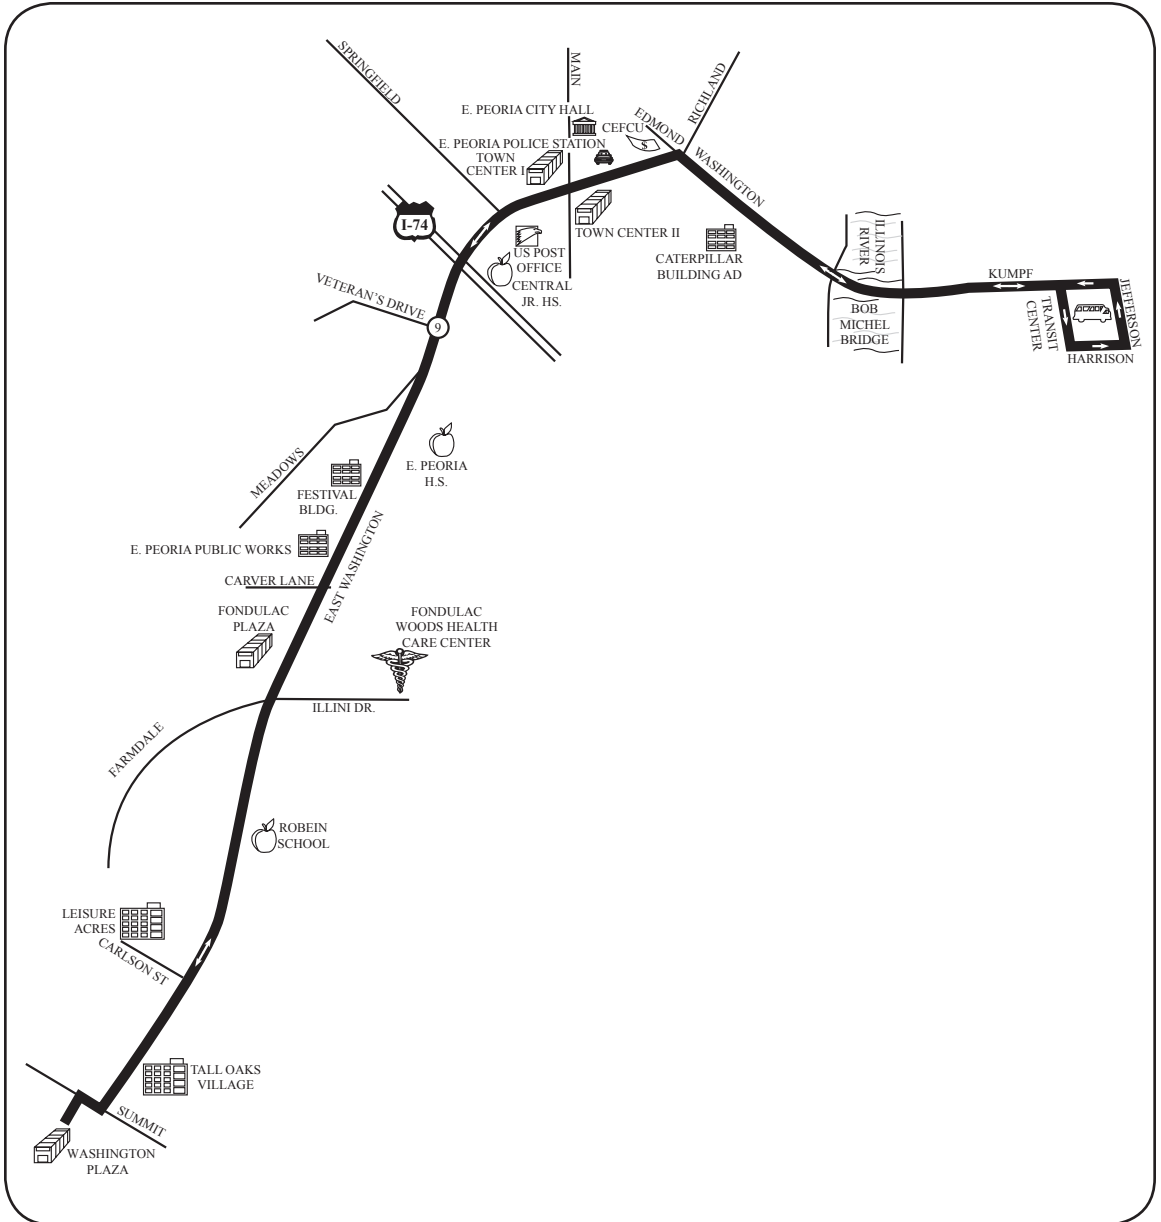 SPRINGFIELD
MAIN
RICHLAND
E. PEORIA CITY HALL
EDMOND
CEFCU
$
E. PEORIA POLICE STATION
TOWN
CENTER I
WASHINGTON
I-74
TOWN CENTER II
US POST
OFFICE
CENTRAL
JR. HS.
CATERPILLAR
BUILDING AD
ILLINOIS
RIVER
VETERAN'S DRIVE
9
KUMPF
JEFFERSON
TRANSIT
CENTER
BOB
MICHEL
BRIDGE
HARRISON
MEADOWS
E. PEORIA
H.S.
FESTIVAL
BLDG.
E. PEORIA PUBLIC WORKS
EAST WASHINGTON
CARVER LANE
FONDULAC
PLAZA
FONDULAC
WOODS HEALTH
CARE CENTER
ILLINI DR.
FARMDALE
ROBEIN
SCHOOL
LEISURE
ACRES
CARLSON ST
TALL OAKS
VILLAGE
SUMMIT
WASHINGTON
PLAZA